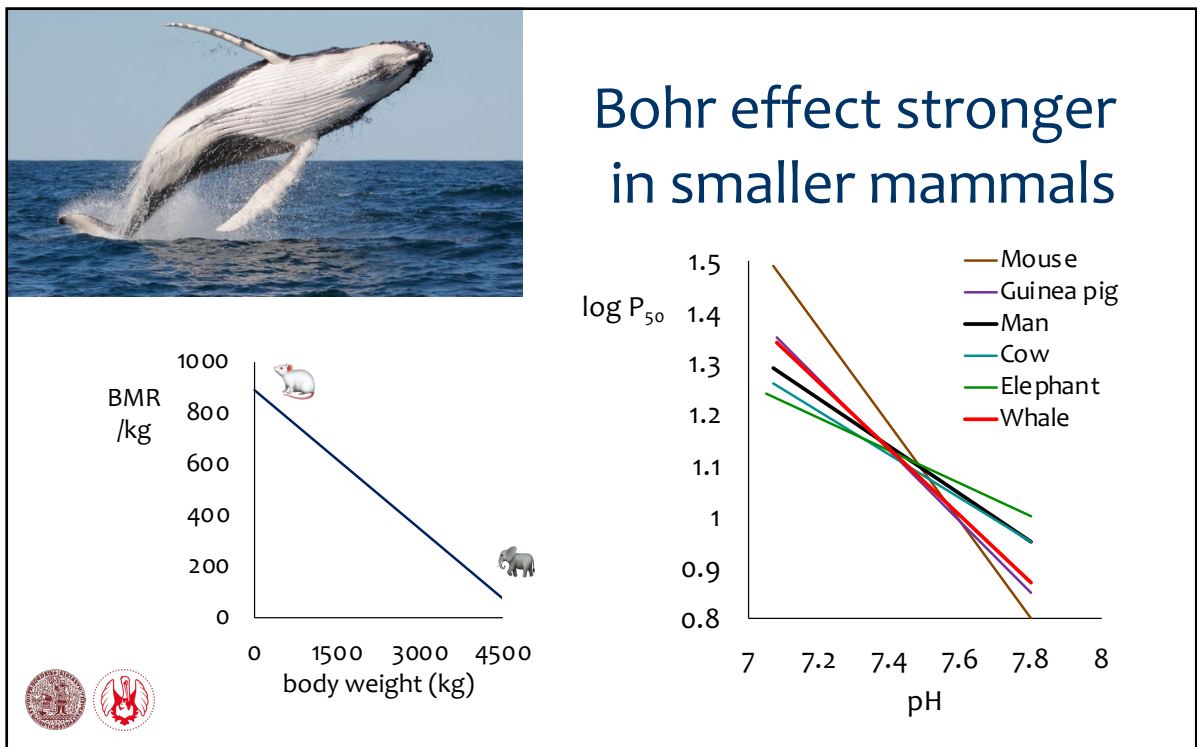 Bohr effect stronger
in smaller mammals
BMR
/kg
1000
800
600
400
200
0
0 1500 3000 4500
body weight (kg)
log P₅₀
1.5
1.4
1.3
1.2
1.1
1
0.9
0.8
7 7.2 7.4 7.6 7.8 8
pH
Mouse
Guinea pig
Man
Cow
Elephant
Whale